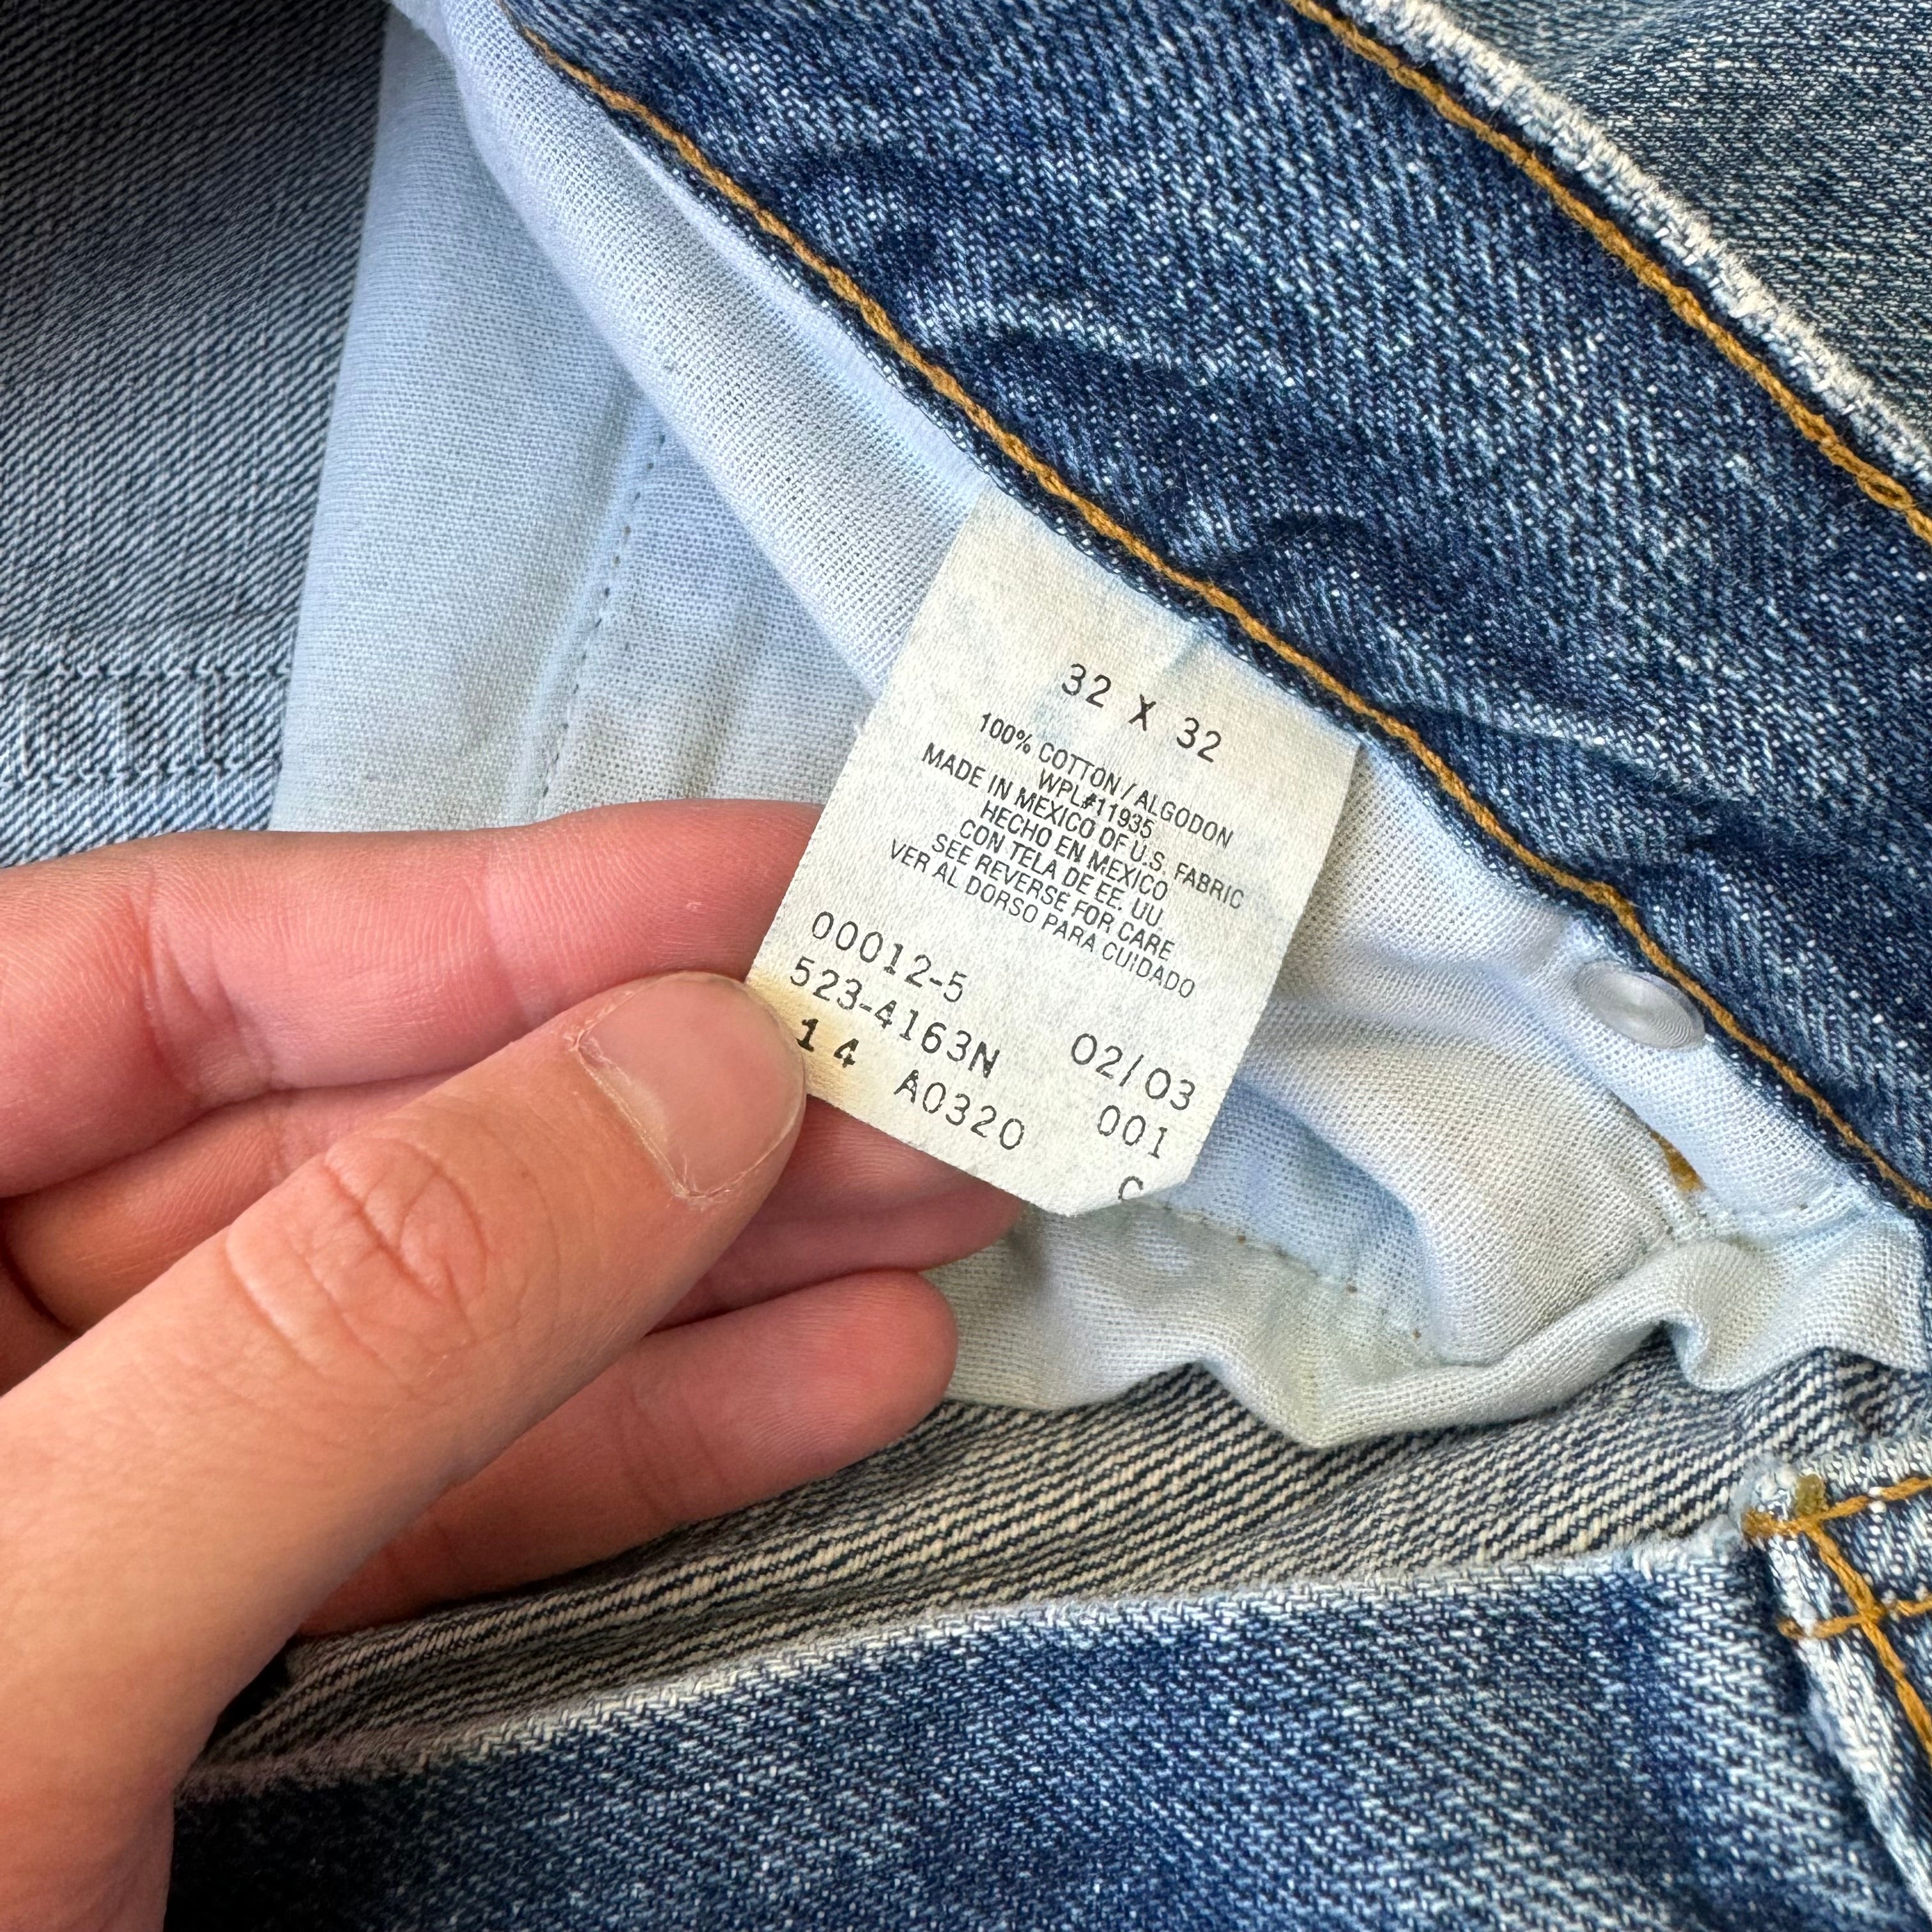 32 X 32
100% COTTON / ALGODON
WPL#11935
MADE IN MEXICO OF U.S. FABRIC
HECHO EN MEXICO
CON TELA DE EE. UU.
SEE REVERSE FOR CARE
VER AL DORSO PARA CUIDADO
00012-5 02/03
523-4163N 001
14 A0320 C